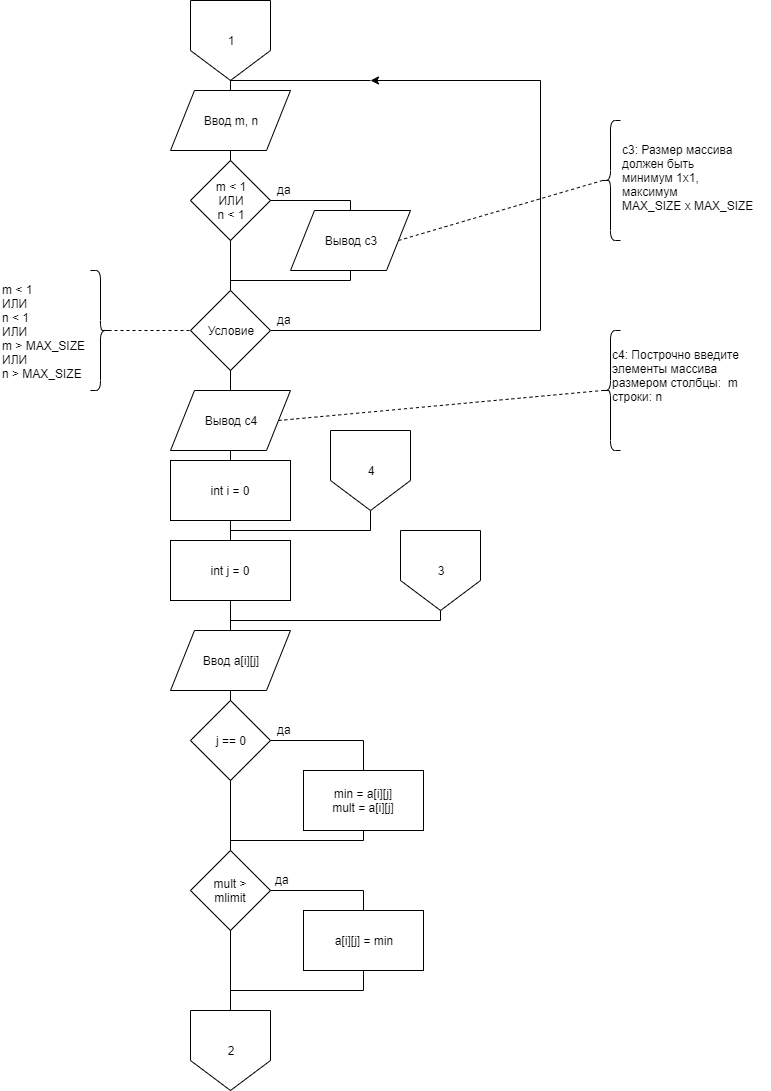 1
Ввод m, n
m < 1
ИЛИ
n < 1
да
Вывод c3
c3: Размер массива
должен быть
минимум 1x1,
максимум
MAX_SIZE x MAX_SIZE
Условие
да
m < 1
ИЛИ
n < 1
ИЛИ
m > MAX_SIZE
ИЛИ
n > MAX_SIZE
Вывод c4
c4: Построчно введите
элементы массива
размером столбцы: m
строки: n
int i = 0
4
int j = 0
3
Ввод a[i][j]
j == 0
да
min = a[i][j]
mult = a[i][j]
mult >
mlimit
да
a[i][j] = min
2